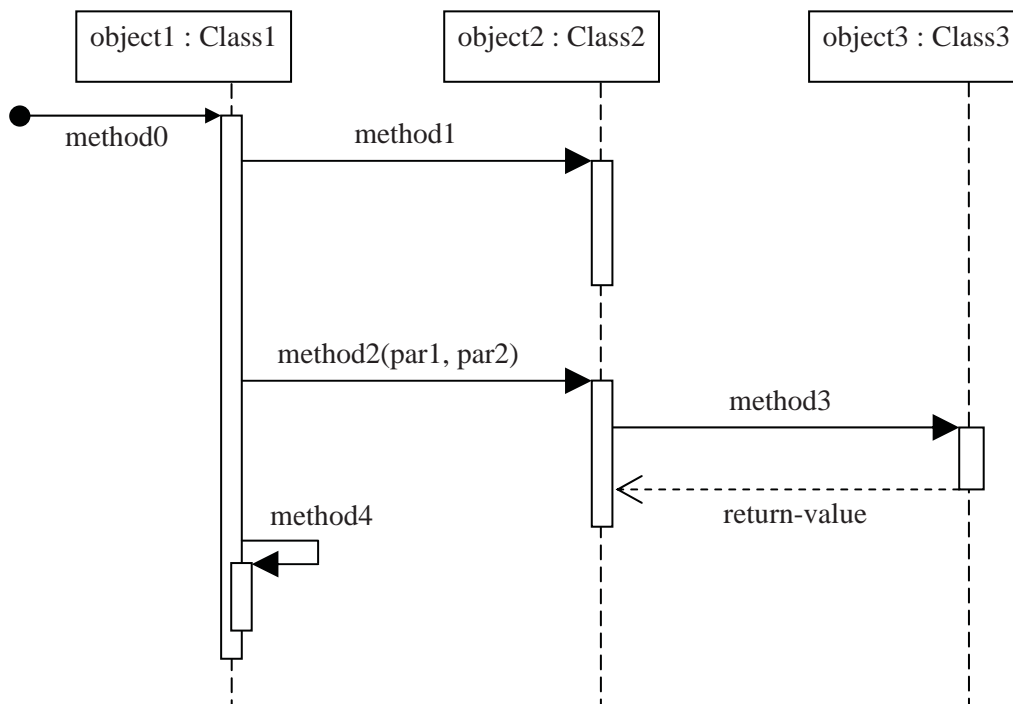 object1 : Class1
object2 : Class2
object3 : Class3
method0
method1
method2(par1, par2)
method3
return-value
method4